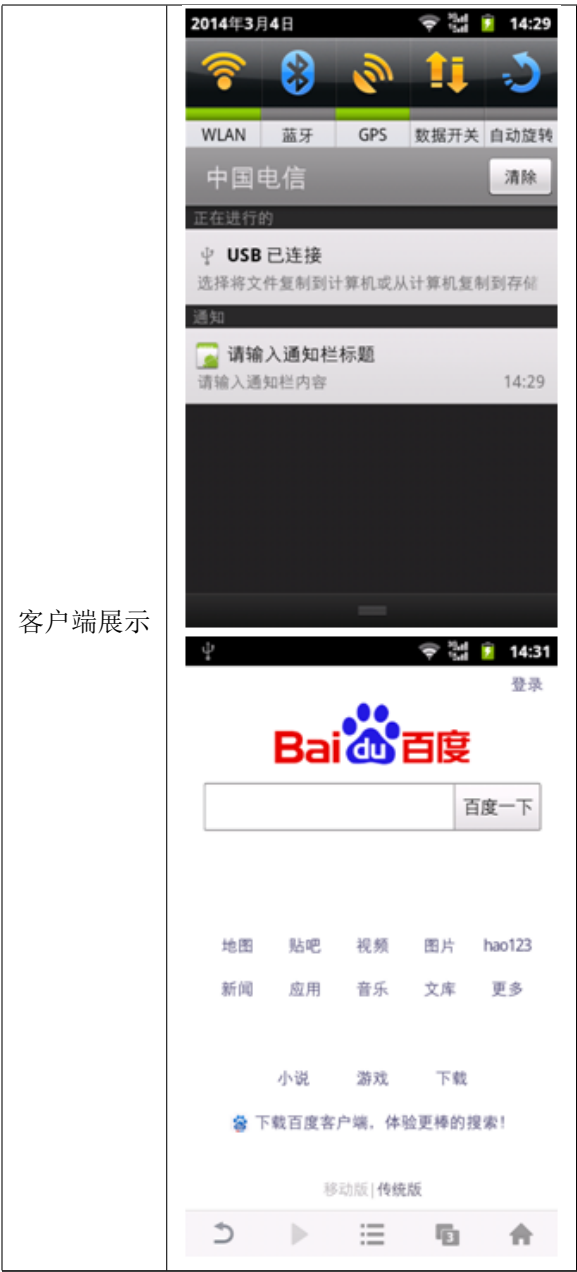 客户端展示
2014年3月4日 14:29
WLAN 蓝牙 GPS 数据开关 自动旋转
中国电信 清除
正在进行的
USB 已连接
选择将文件复制到计算机或从计算机复制到存储
通知
请输入通知栏标题
请输入通知栏内容 14:29
14:31
登录
Bai du 百度
百度一下
地图 贴吧 视频 图片 hao123
新闻 应用 音乐 文库 更多
小说 游戏 下载
下载百度客户端，体验更棒的搜索!
移动版|传统版
3